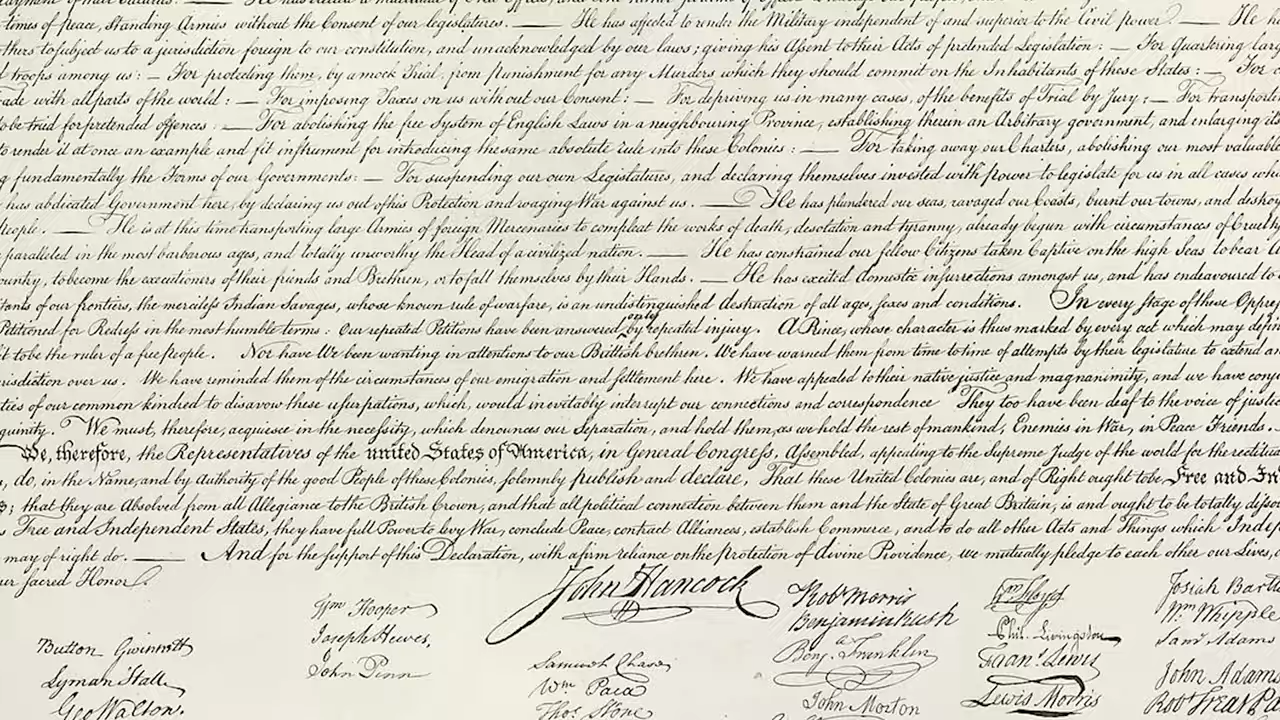 times of peace, Standing Armies without the Consent of our legislatures. — He has affected to render the Military independent of and superior to the Civil power. — He
to subject us to a jurisdiction foreign to our constitution, and unacknowledged by our laws; giving his Assent to their Acts of pretended Legislation: — For Quartering
troops among us: — For protecting them, by a mock Trial, from punishment for any Murders which they should commit on the Inhabitants of these States: — For
with all parts of the world: — For imposing Taxes on us without our Consent: — For depriving us in many cases, of the benefits of Trial by Jury: — For
to be tried for pretended offences: — For abolishing the free System of English Laws in a neighbouring Province, establishing therein an Arbitrary government, and enlarging
to render it at once an example and fit instrument for introducing the same absolute rule into these Colonies: — For taking away our Charters, abolishing our most valuable
fundamentally the Forms of our Governments: — For suspending our own Legislatures, and declaring themselves invested with power to legislate for us in all cases
has abdicated Government here, by declaring us out of his Protection and waging War against us. — He has plundered our seas, ravaged our Coasts, burnt our towns, and
people. — He is at this time transporting large Armies of foreign Mercenaries to compleat the works of death, desolation and tyranny, already begun with circumstances of
paralleled in the most barbarous ages, and totally unworthy the Head of a civilized nation. — He has constrained our fellow Citizens taken Captive on the high Seas to bear
to become the executioners of their friends and Brethren, or to fall themselves by their Hands. — He has excited domestic insurrections amongst us, and has endeavoured to
of our frontiers, the merciless Indian Savages, whose known rule of warfare, is an undistinguished destruction of all ages, sexes and conditions. In every stage of these
Petitioned for Redress in the most humble terms: Our repeated Petitions have been answered only by repeated injury. A Prince, whose character is thus marked by every act which may
to be the ruler of a free people. Nor have We been wanting in attentions to our Brittish brethren. We have warned them from time to time of attempts by their legislature to extend
over us. We have reminded them of the circumstances of our emigration and settlement here. We have appealed to their native justice and magnanimity, and we have
ties of our common kindred to disavow these usurpations, which, would inevitably interrupt our connections and correspondence They too have been deaf to the voice of
We must, therefore, acquiesce in the necessity, which denounces our Separation, and hold them, as we hold the rest of mankind, Enemies in War, in Peace Friends.
We, therefore, the Representatives of the united States of America, in General Congress, Assembled, appealing to the Supreme Judge of the world for the
do, in the Name, and by Authority of the good People of these Colonies, solemnly publish and declare, That these United Colonies are, and of Right ought to be, Free and
; that they are Absolved from all Allegiance to the British Crown, and that all political connection between them and the State of Great Britain, is and ought to be totally
Free and Independent States, they have full Power to levy War, conclude Peace, contract Alliances, establish Commerce, and to do all other Acts and Things which
may of right do. — And for the support of this Declaration, with a firm reliance on the protection of divine Providence, we mutually pledge to each other our Lives,
sacred Honor.
John Hancock
Button Gwinnett
Lyman Hall
Geo Walton.
Wm Hooper
Joseph Hewes,
John Penn
Samuel Chase
Wm Paca
Thos Stone
Robt Morris
Benjamin Rush
Benja Franklin
John Morton
Wm Floyd
Phil. Livingston
Frans Lewis
Lewis Morris
Josiah
Wm Whipple
Saml Adams
John Adams
Robt Treat